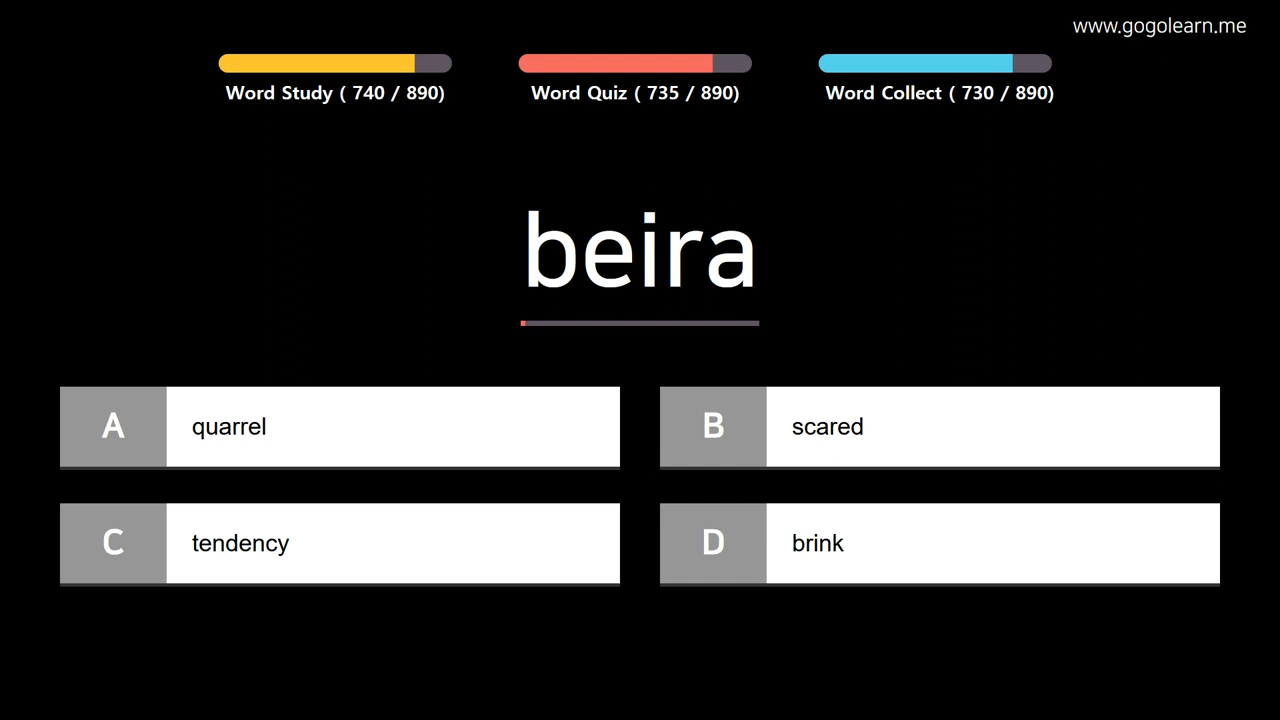 www.gogolearn.me
Word Study ( 740 / 890)
Word Quiz ( 735 / 890)
Word Collect ( 730 / 890)
beira
A quarrel
B scared
C tendency
D brink